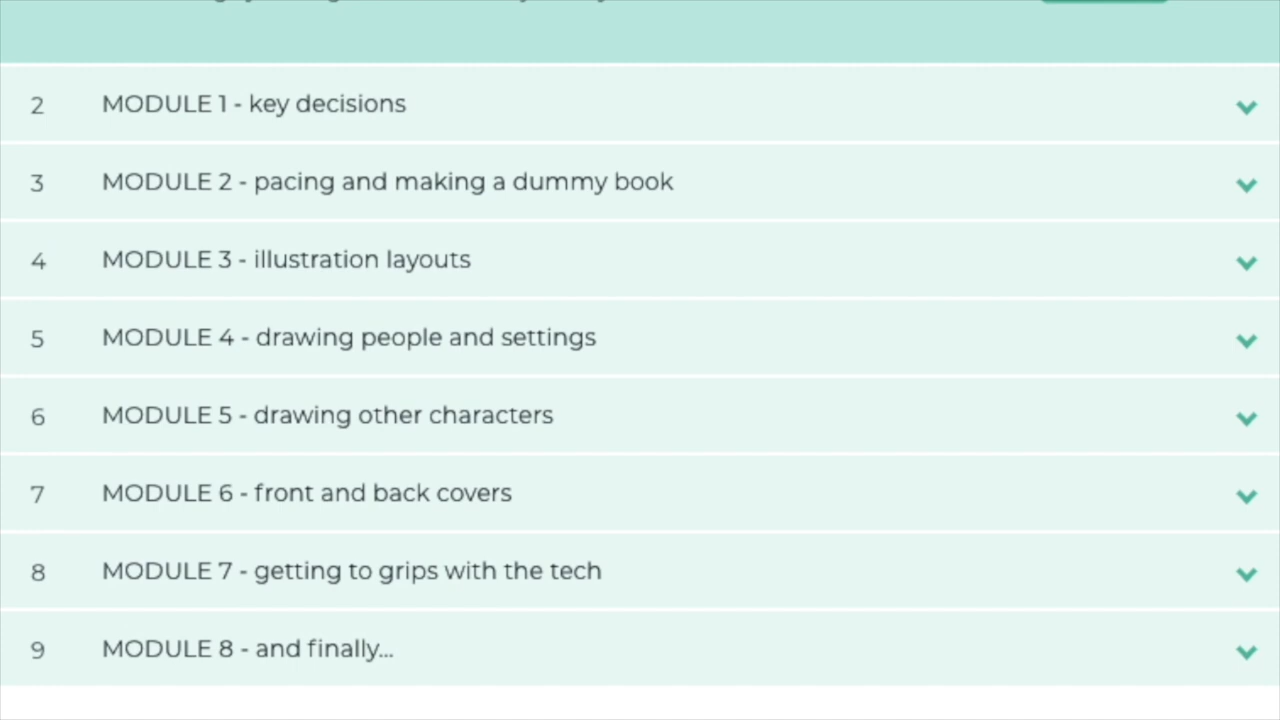 2 MODULE 1 - key decisions
3 MODULE 2 - pacing and making a dummy book
4 MODULE 3 - illustration layouts
5 MODULE 4 - drawing people and settings
6 MODULE 5 - drawing other characters
7 MODULE 6 - front and back covers
8 MODULE 7 - getting to grips with the tech
9 MODULE 8 - and finally...